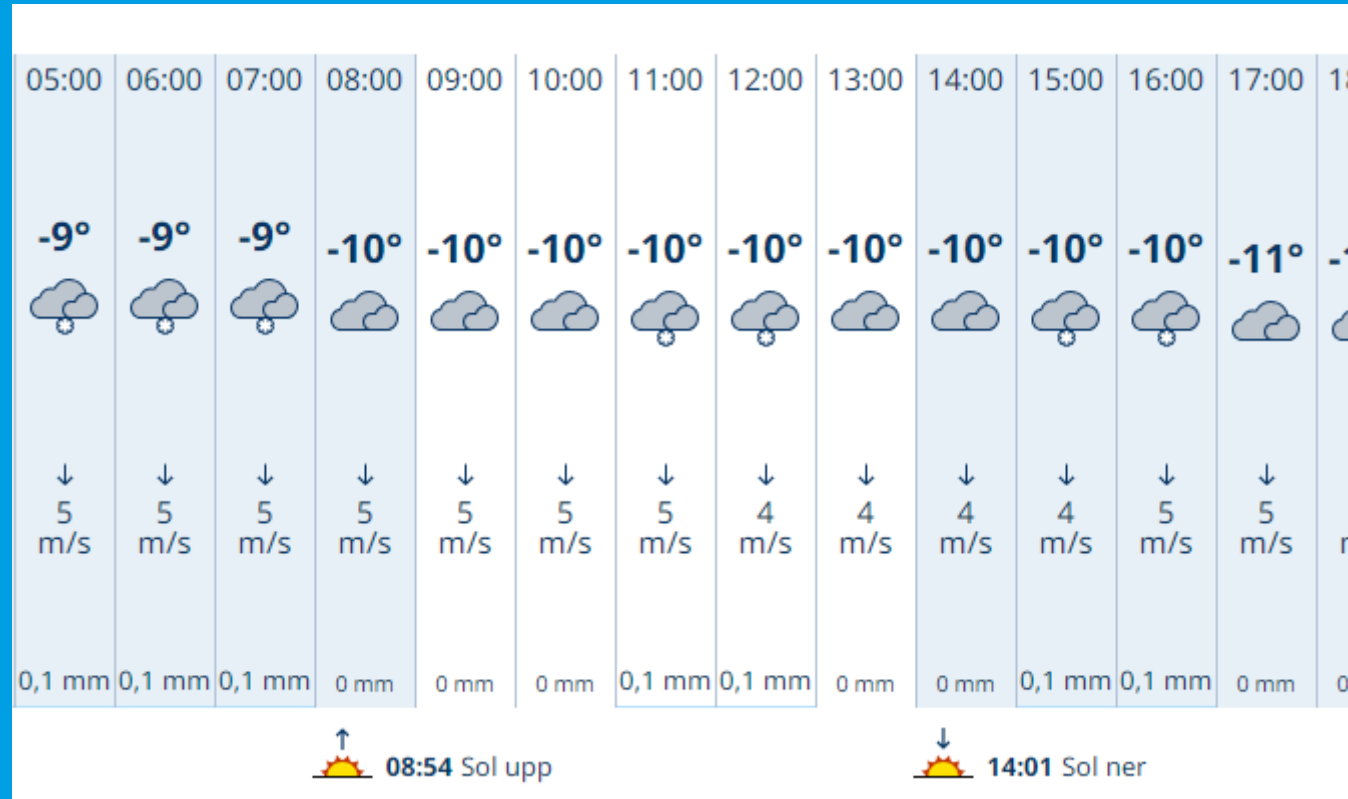 05:00 06:00 07:00 08:00 09:00 10:00 11:00 12:00 13:00 14:00 15:00 16:00 17:00
-9° -9° -9° -10° -10° -10° -10° -10° -10° -10° -10° -10° -11°
5 5 5 5 5 5 5 4 4 4 4 5 5
m/s m/s m/s m/s m/s m/s m/s m/s m/s m/s m/s m/s m/s
0,1 mm 0,1 mm 0,1 mm 0 mm 0 mm 0 mm 0,1 mm 0,1 mm 0 mm 0 mm 0,1 mm 0,1 mm 0 mm
08:54 Sol upp 14:01 Sol ner